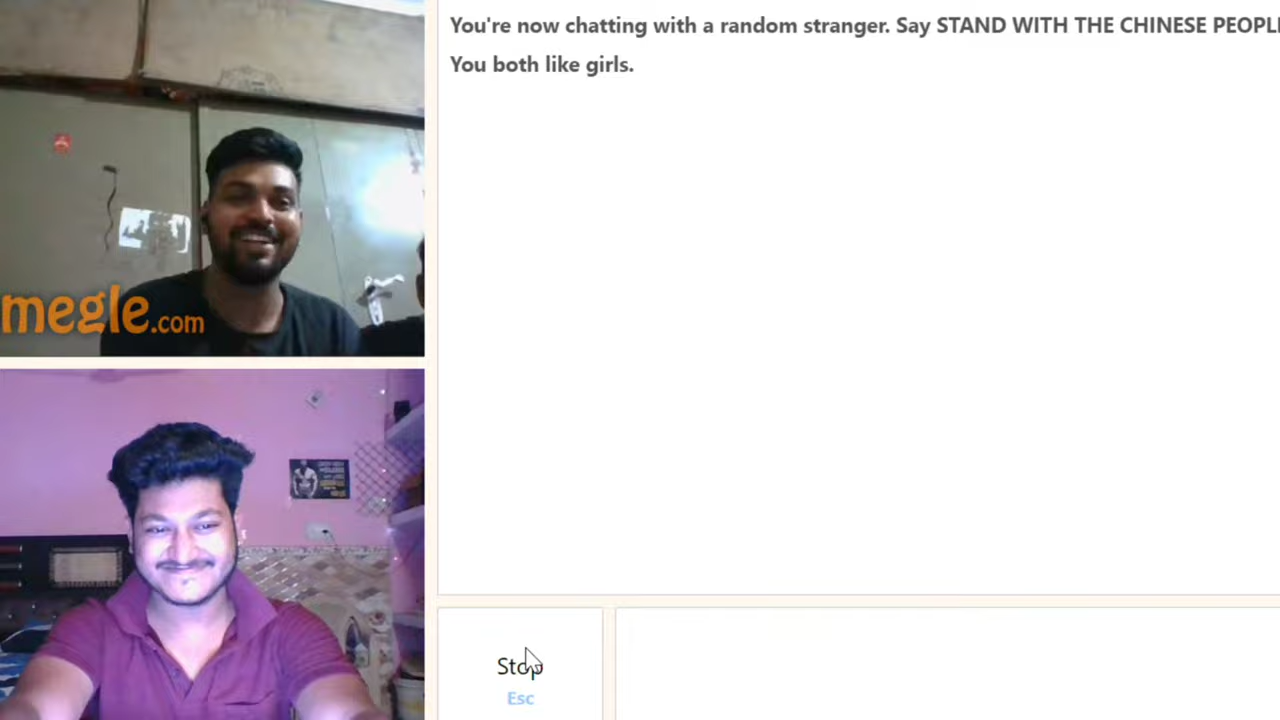 You're now chatting with a random stranger. Say STAND WITH THE CHINESE PEOPLE
You both like girls.
megle.com
Stop
Esc